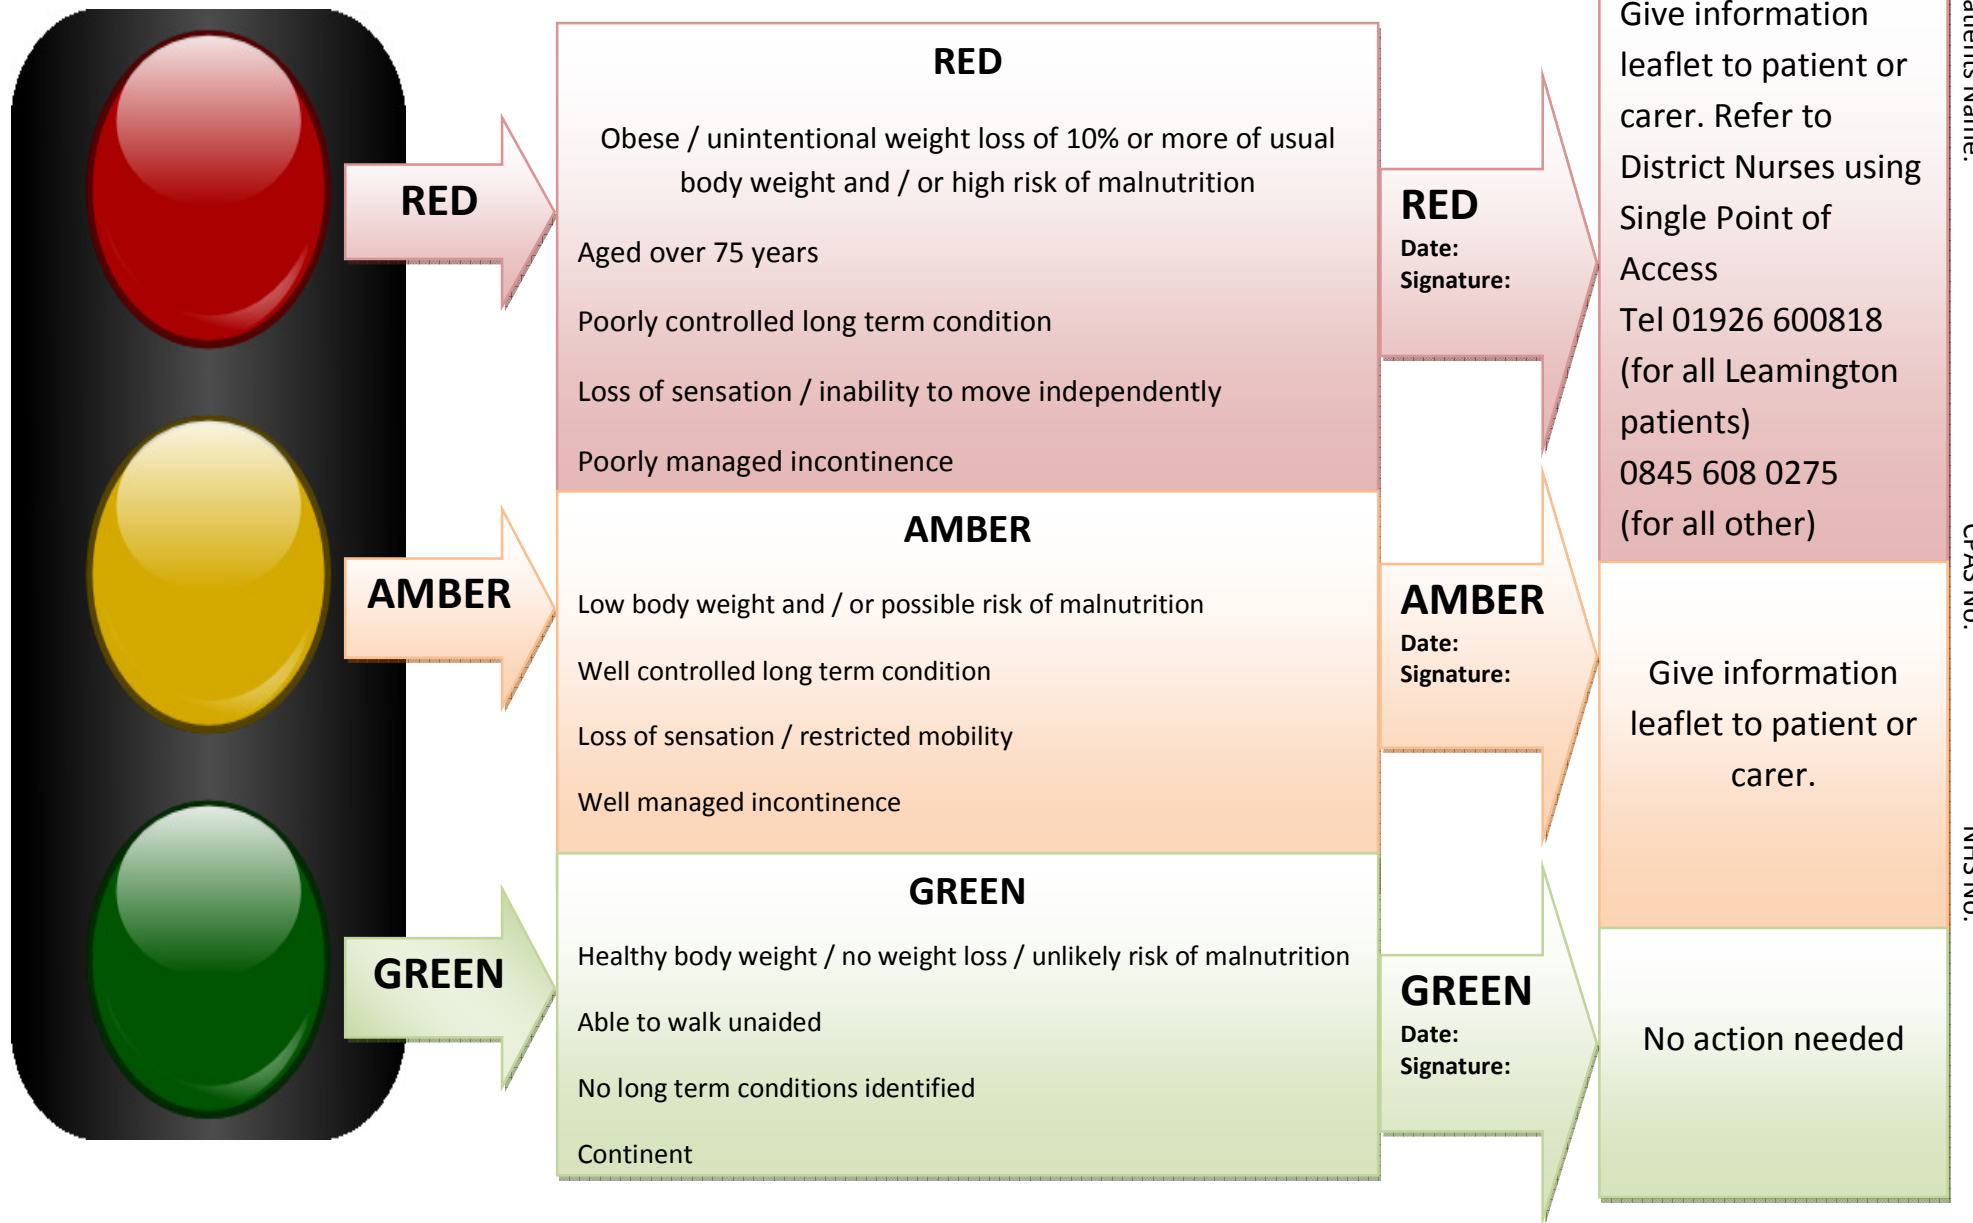 RED
RED
Obese / unintentional weight loss of 10% or more of usual
body weight and / or high risk of malnutrition
Aged over 75 years
Poorly controlled long term condition
Loss of sensation / inability to move independently
Poorly managed incontinence
RED
Date:
Signature:
Give information
leaflet to patient or
carer. Refer to
District Nurses using
Single Point of
Access
Tel 01926 600818
(for all Leamington
patients)
0845 608 0275
(for all other)
AMBER
AMBER
Low body weight and / or possible risk of malnutrition
Well controlled long term condition
Loss of sensation / restricted mobility
Well managed incontinence
AMBER
Date:
Signature:
Give information
leaflet to patient or
carer.
GREEN
GREEN
Healthy body weight / no weight loss / unlikely risk of malnutrition
Able to walk unaided
No long term conditions identified
Continent
GREEN
Date:
Signature:
No action needed
Name:
No.
NHS No.